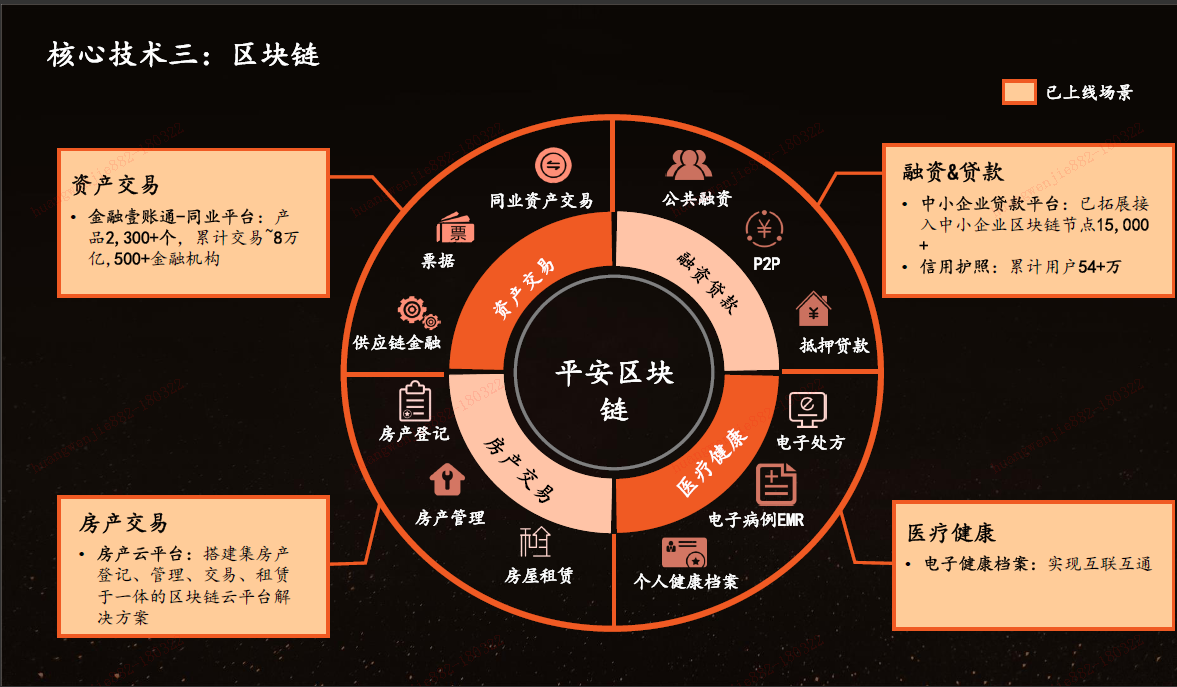 核心技术三：区块链
已上线场景
资产交易
• 金融壹账通-同业平台：产
品2,300+个，累计交易~8万
亿,500+金融机构
融资&贷款
• 中小企业贷款平台：已拓展接
入中小企业区块链节点15,000
+
• 信用护照：累计用户54+万
同业资产交易
票据
票
供应链金融
公共融资
P2P
抵押贷款
资产交易
融资贷款
平安区块
链
房产交易
医疗健康
房产登记
房产管理
房屋租赁
租
电子处方
电子病例EMR
个人健康档案
房产交易
• 房产云平台：搭建集房产
登记、管理、交易、租赁
于一体的区块链云平台解
决方案
医疗健康
• 电子健康档案：实现互联互通